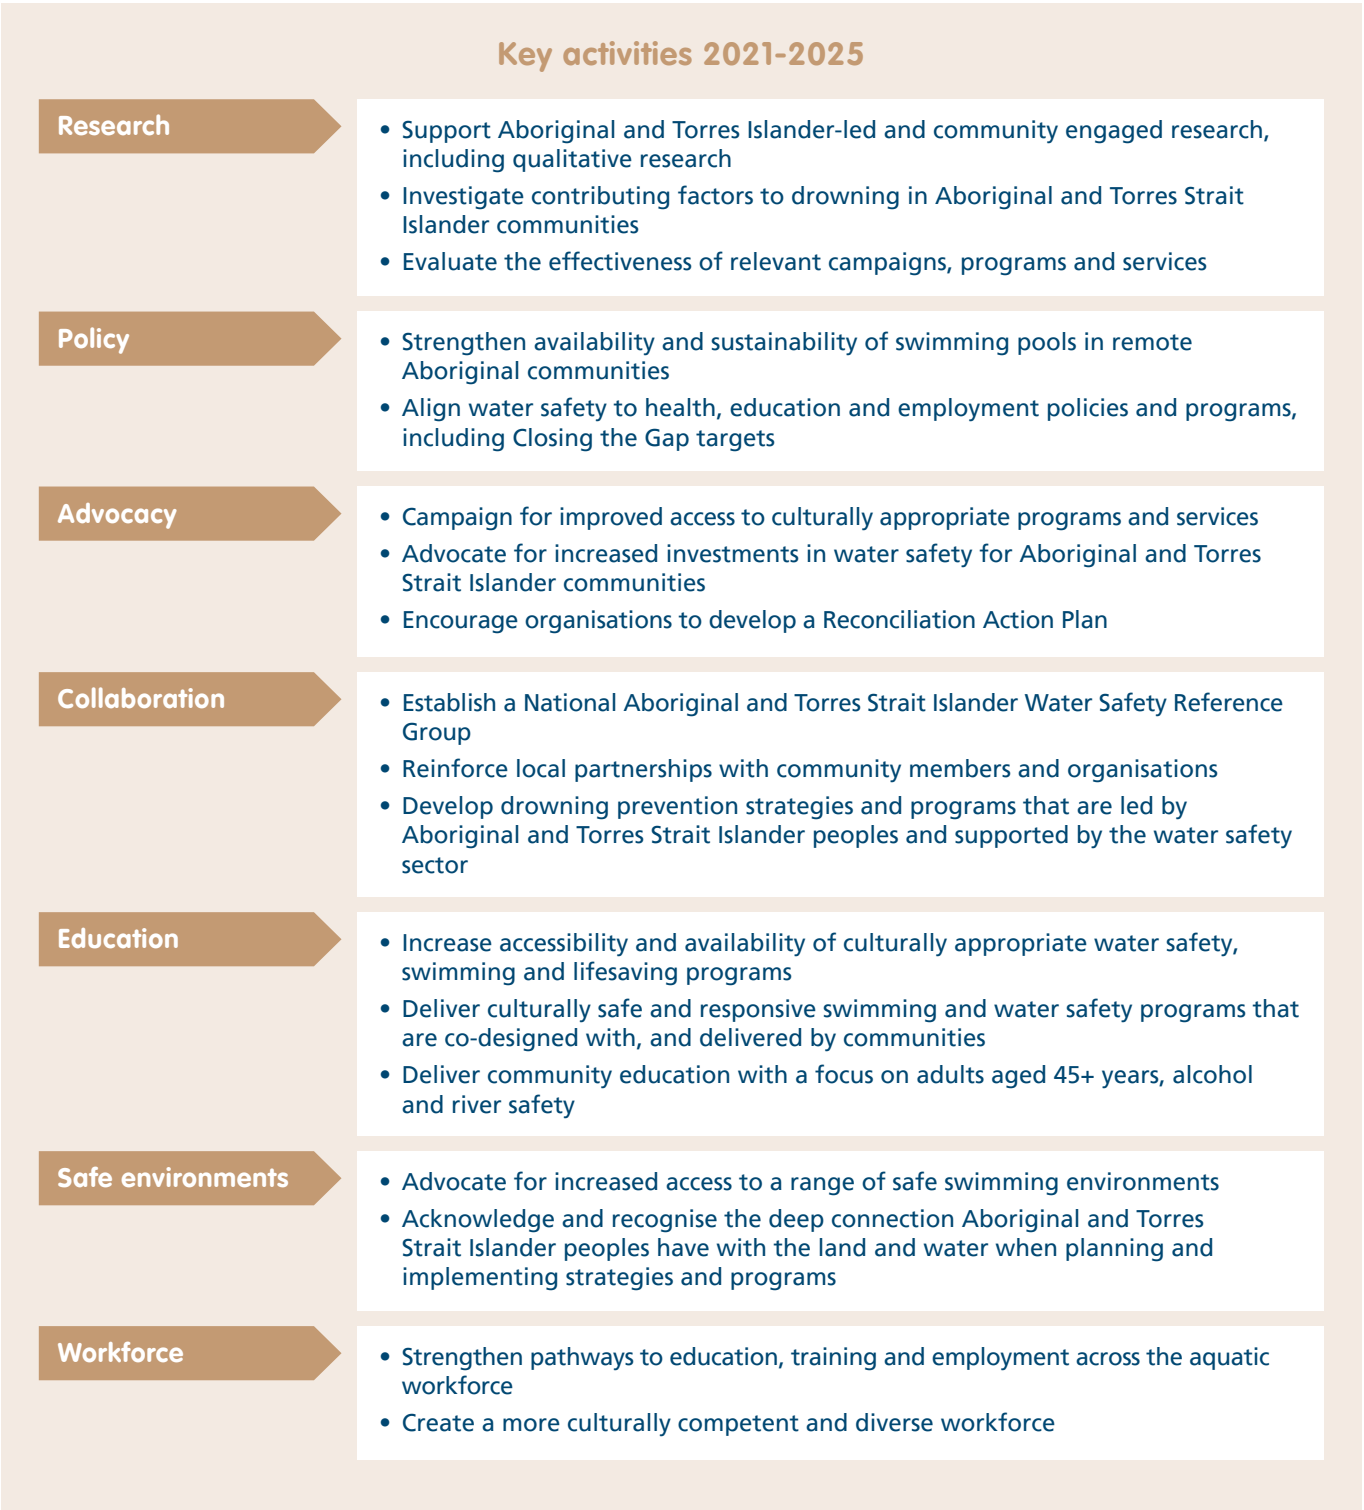 Key activities 2021-2025
Research
• Support Aboriginal and Torres Islander-led and community engaged research,
including qualitative research
• Investigate contributing factors to drowning in Aboriginal and Torres Strait
Islander communities
• Evaluate the effectiveness of relevant campaigns, programs and services
Policy
• Strengthen availability and sustainability of swimming pools in remote
Aboriginal communities
• Align water safety to health, education and employment policies and programs,
including Closing the Gap targets
Advocacy
• Campaign for improved access to culturally appropriate programs and services
• Advocate for increased investments in water safety for Aboriginal and Torres
Strait Islander communities
• Encourage organisations to develop a Reconciliation Action Plan
Collaboration
• Establish a National Aboriginal and Torres Strait Islander Water Safety Reference
Group
• Reinforce local partnerships with community members and organisations
• Develop drowning prevention strategies and programs that are led by
Aboriginal and Torres Strait Islander peoples and supported by the water safety
sector
Education
• Increase accessibility and availability of culturally appropriate water safety,
swimming and lifesaving programs
• Deliver culturally safe and responsive swimming and water safety programs that
are co-designed with, and delivered by communities
• Deliver community education with a focus on adults aged 45+ years, alcohol
and river safety
Safe environments
• Advocate for increased access to a range of safe swimming environments
• Acknowledge and recognise the deep connection Aboriginal and Torres
Strait Islander peoples have with the land and water when planning and
implementing strategies and programs
Workforce
• Strengthen pathways to education, training and employment across the aquatic
workforce
• Create a more culturally competent and diverse workforce